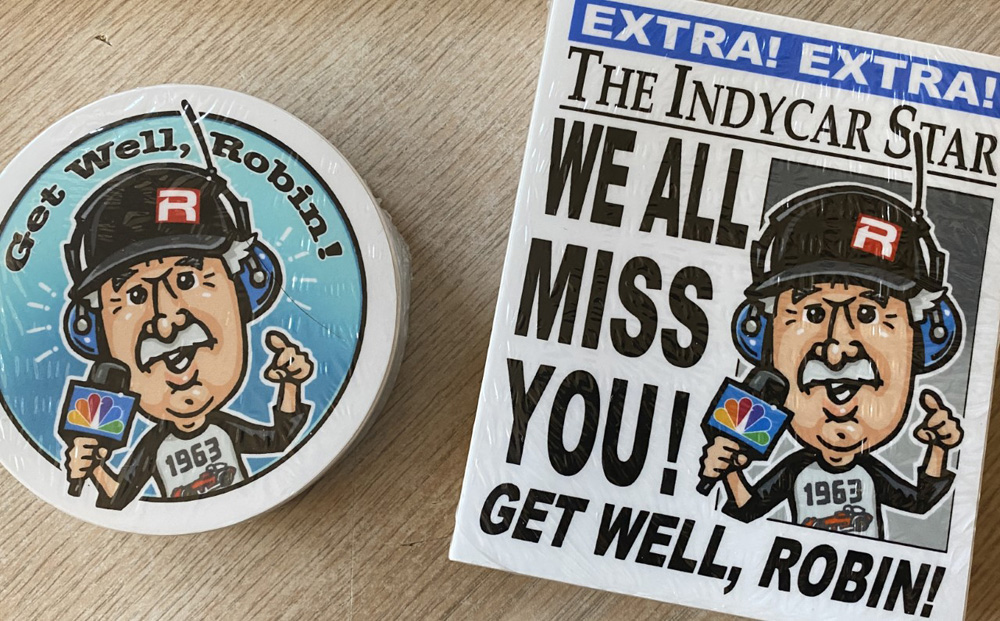 Get Well, Robin!
R
1963
EXTRA! EXTRA!
THE INDYCAR STAR
WE ALL
MISS
YOU!
GET WELL, ROBIN!
R
1963